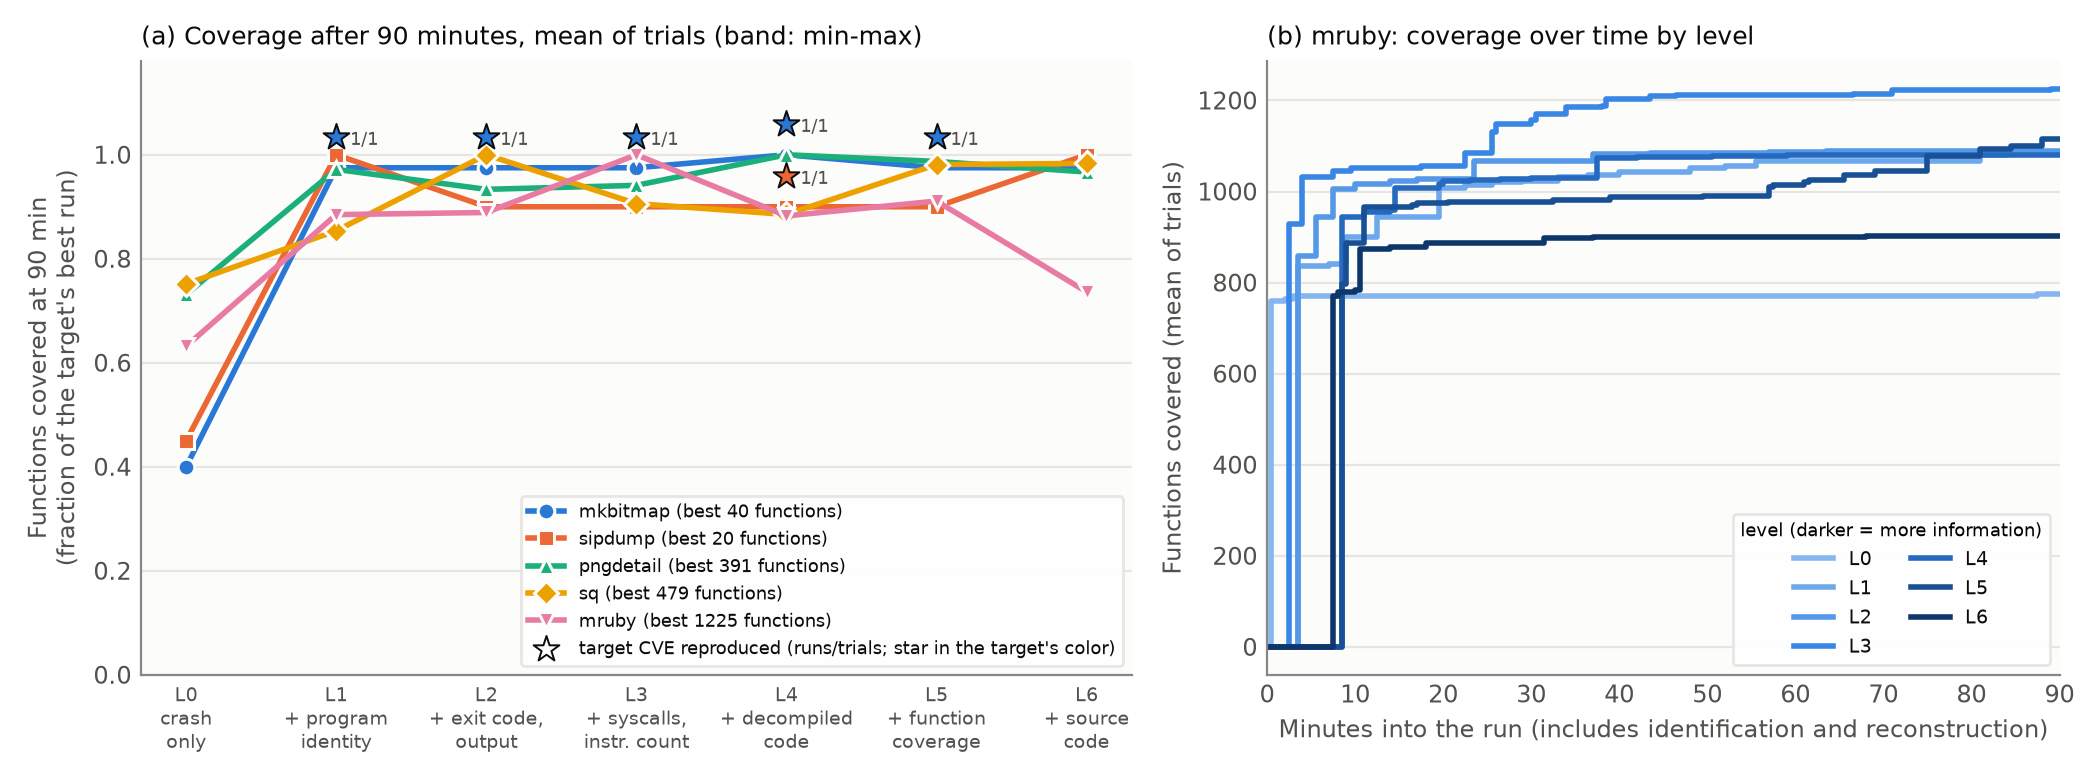 (a) Coverage after 90 minutes, mean of trials (band: min-max)
Functions covered at 90 min
(fraction of the target's best run)
1.0
0.8
0.6
0.4
0.2
0.0
1/1
1/1
1/1
1/1
1/1
1/1
mkbitmap (best 40 functions)
sipdump (best 20 functions)
pngdetail (best 391 functions)
sq (best 479 functions)
mruby (best 1225 functions)
target CVE reproduced (runs/trials; star in the target's color)
L0
crash
only
L1
+ program
identity
L2
+ exit code,
output
L3
+ syscalls,
instr. count
L4
+ decompiled
code
L5
+ function
coverage
L6
+ source
code
(b) mruby: coverage over time by level
Functions covered (mean of trials)
1200
1000
800
600
400
200
0
level (darker = more information)
L0
L1
L2
L3
L4
L5
L6
0 10 20 30 40 50 60 70 80 90
Minutes into the run (includes identification and reconstruction)